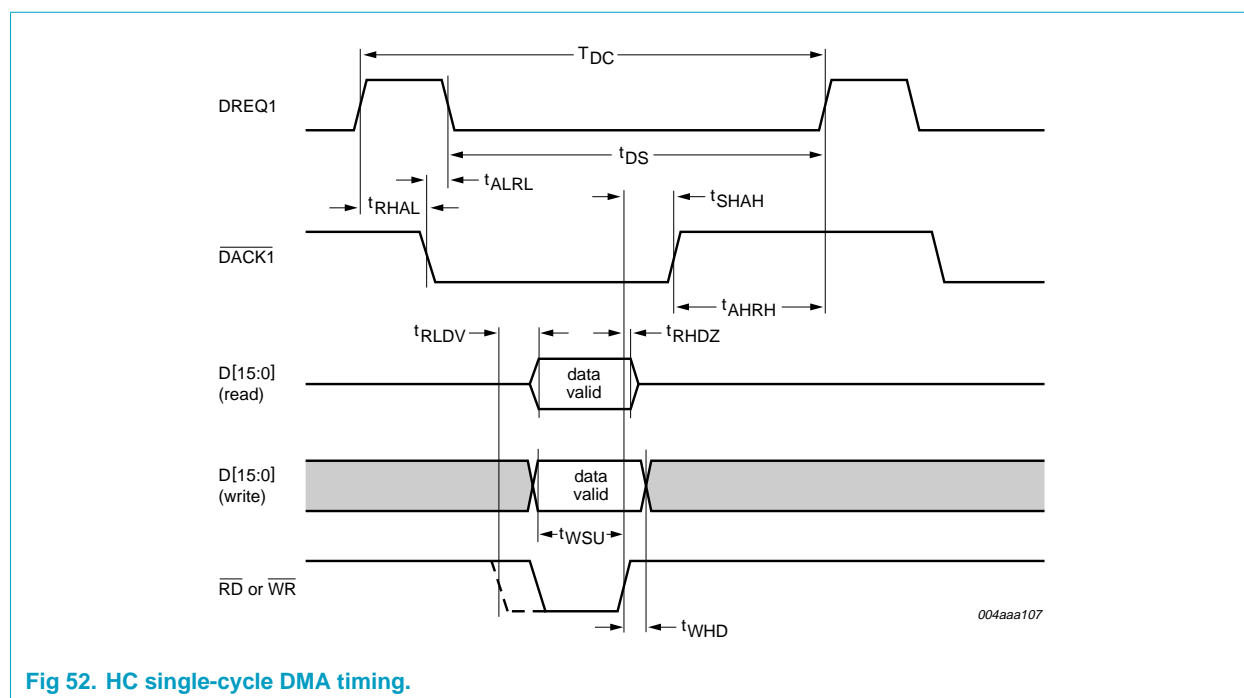 TDC
DREQ1
tDS
tALRL
tRHAL
tSHAH
DACK1
tAHRH
tRLDV
tRHDZ
D[15:0]
(read)
data
valid
D[15:0]
(write)
data
valid
tWSU
RD or WR
tWHD
004aaa107
Fig 52. HC single-cycle DMA timing.